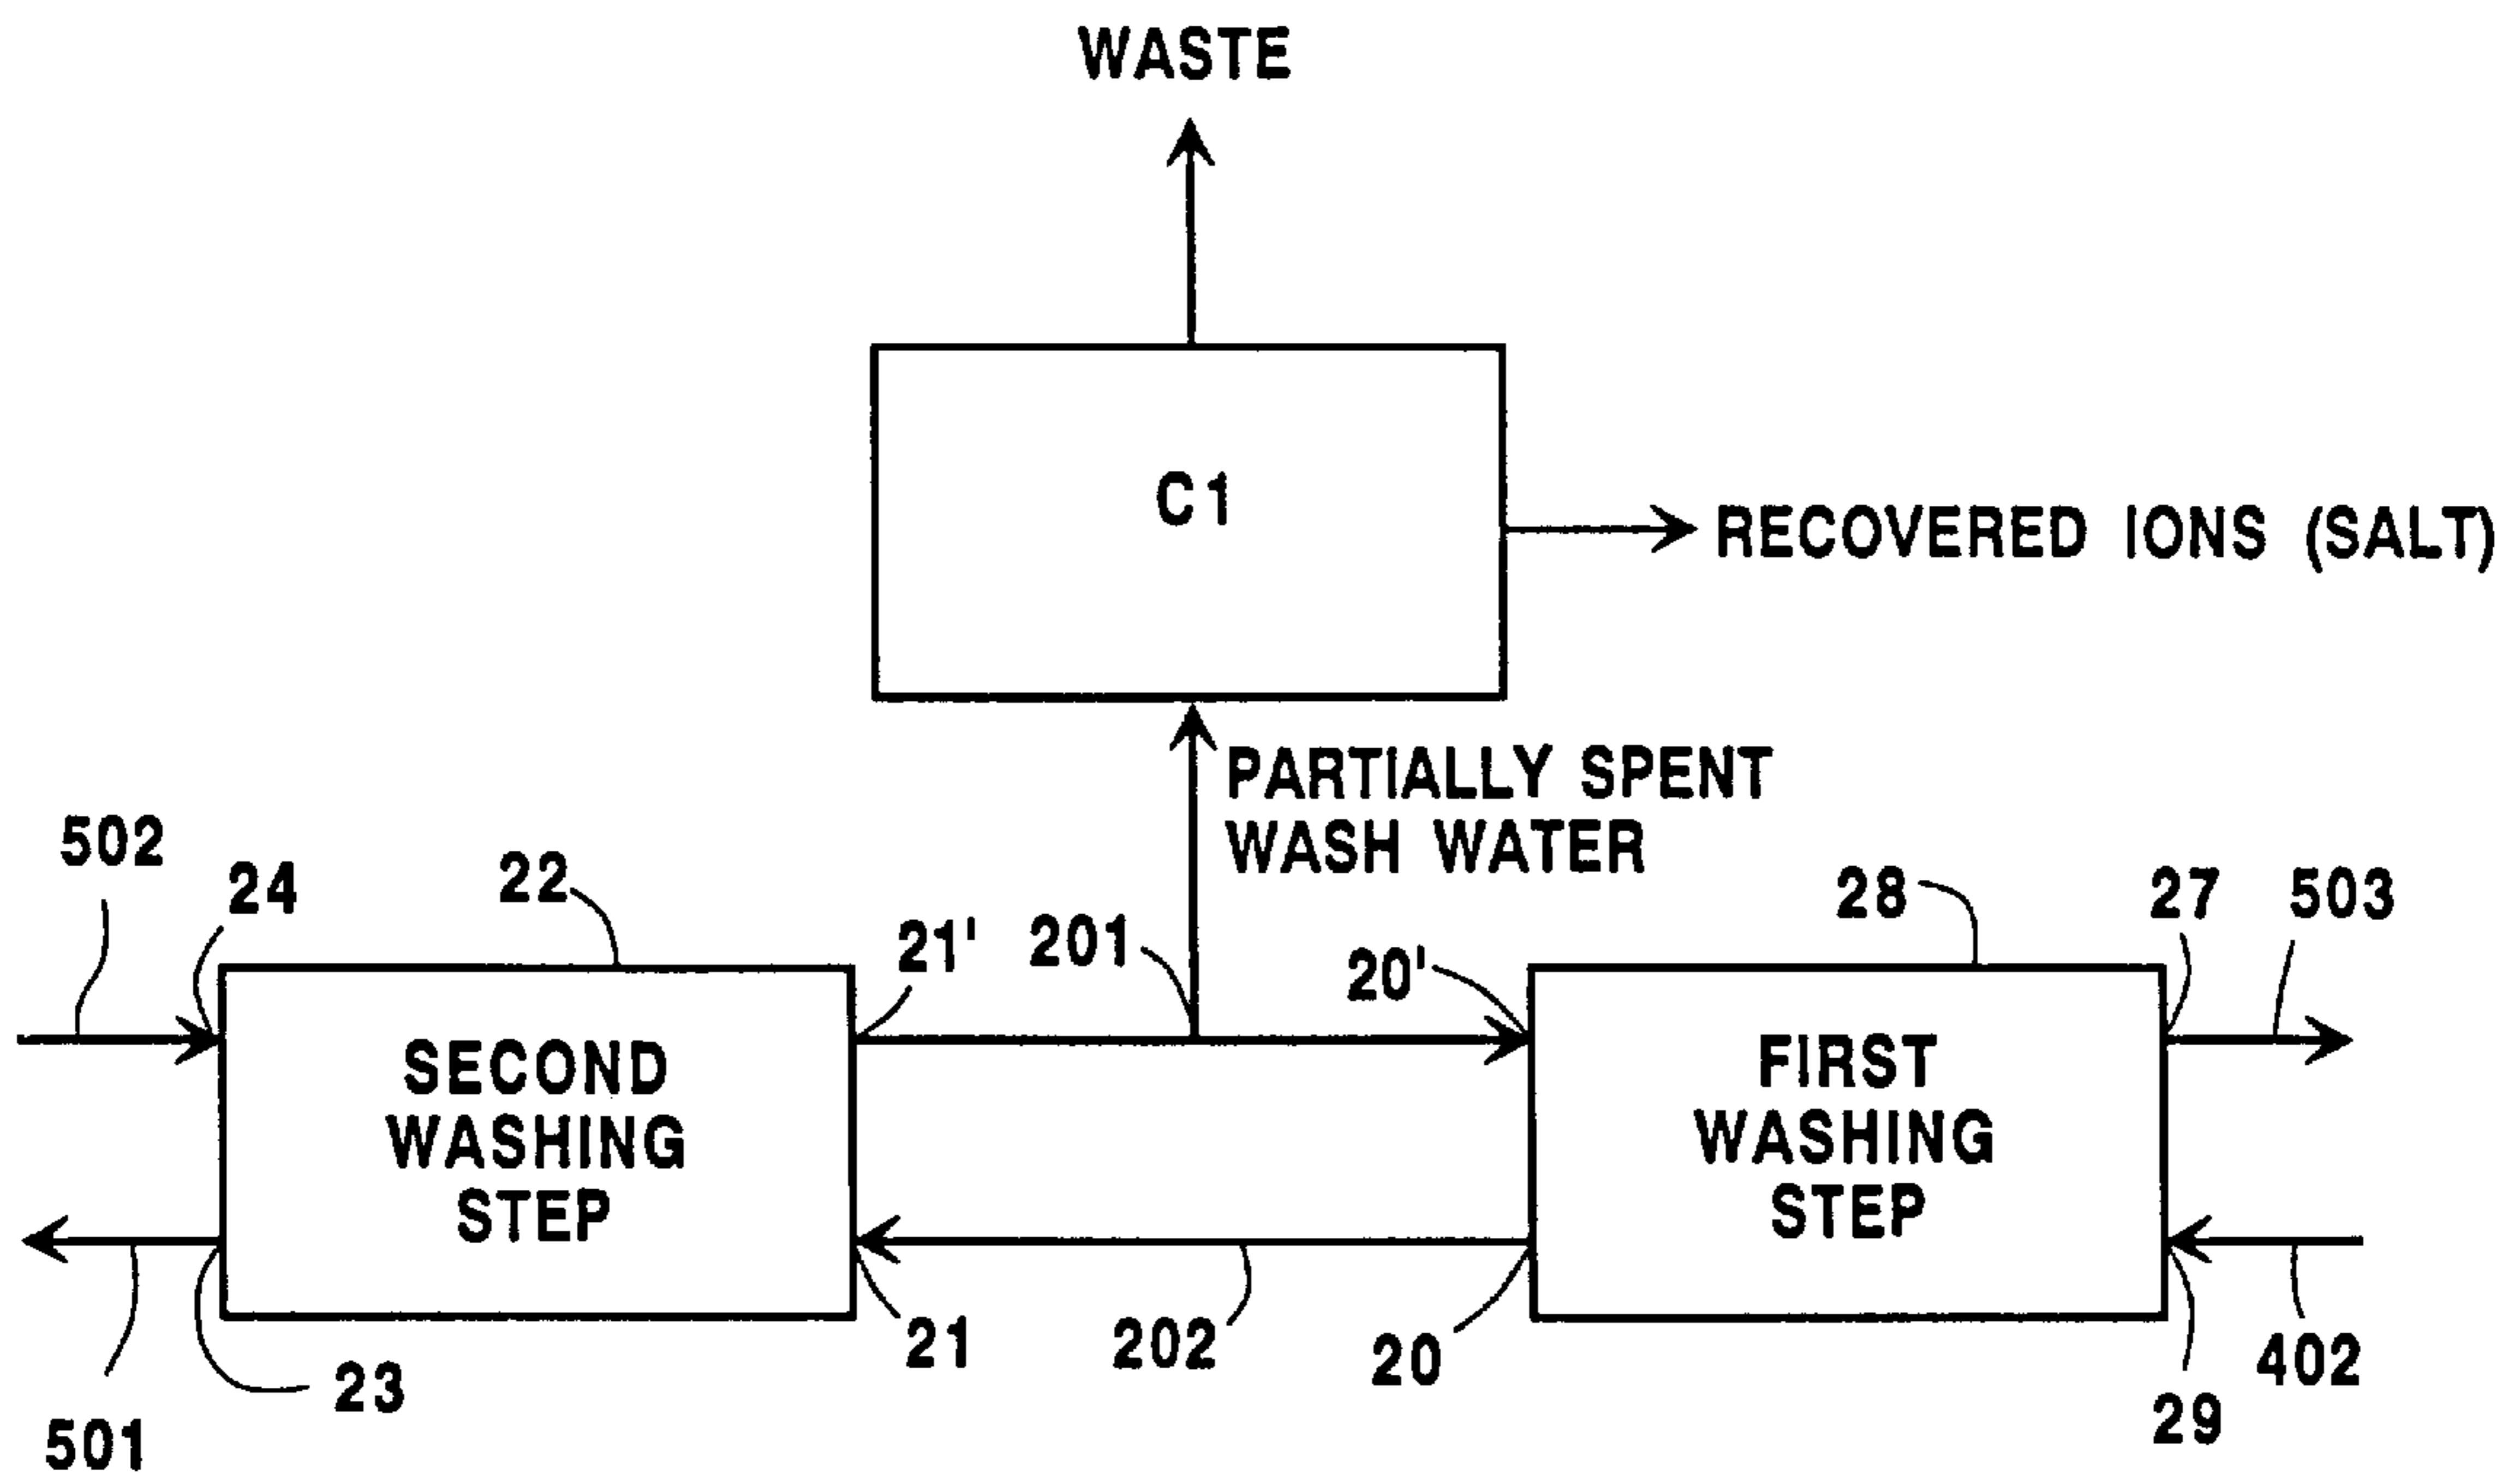 WASTE
C1
RECOVERED IONS (SALT)
PARTIALLY SPENT
WASH WATER
502
24
22
21'
201
20'
28
27
503
SECOND
WASHING
STEP
FIRST
WASHING
STEP
501
23
21
202
20
29
402